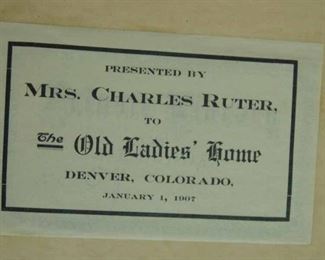 PRESENTED BY
MRS. CHARLES RUTER,
TO
The Old Ladies' Home
DENVER, COLORADO,
JANUARY 1, 1907